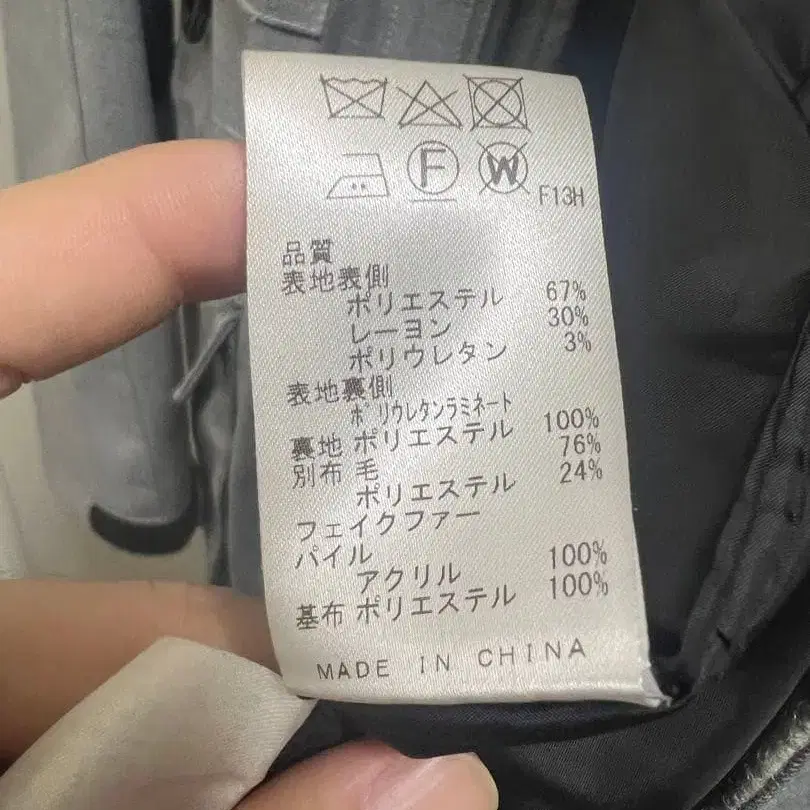 F
W
F13H
品質
表地表側
ポリエステル 67%
レーヨン 30%
ポリウレタン 3%
表地裏側
ﾎﾟﾘｳﾚﾀﾝﾗﾐﾈｰﾄ
裏地 ポリエステル 100%
別布 毛 76%
ポリエステル 24%
フェイクファー
パイル
アクリル 100%
基布 ポリエステル 100%
MADE IN CHINA